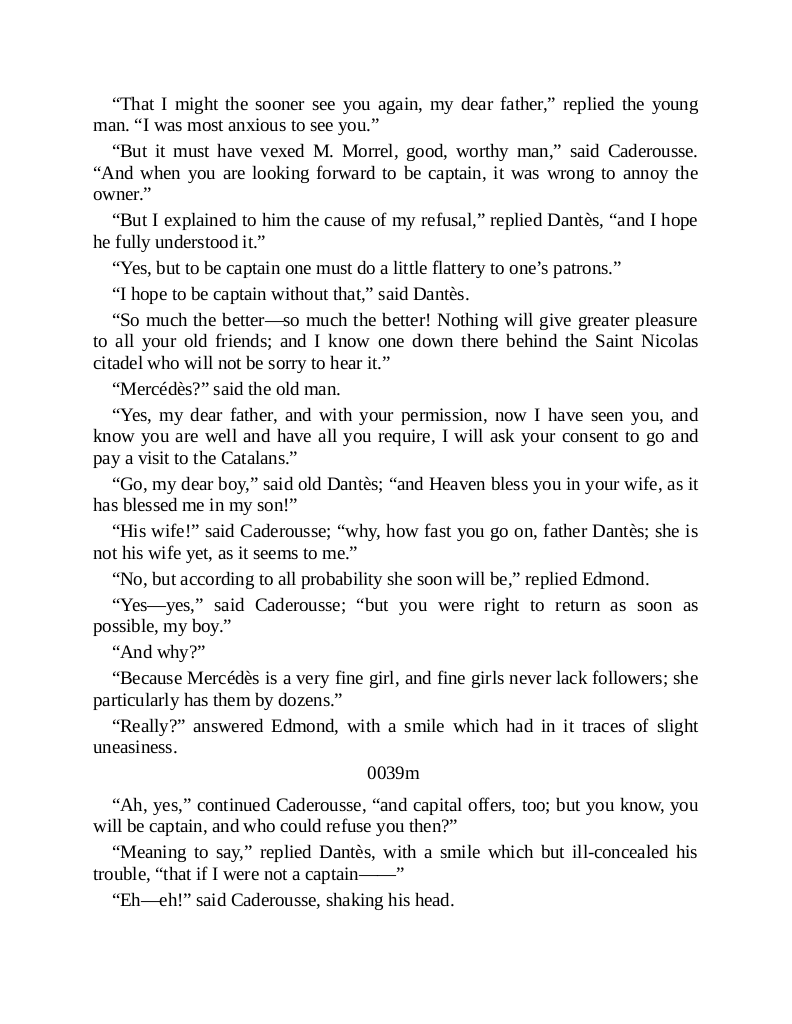 “That I might the sooner see you again, my dear father,” replied the young
man. “I was most anxious to see you.”
“But it must have vexed M. Morrel, good, worthy man,” said Caderousse.
“And when you are looking forward to be captain, it was wrong to annoy the
owner.”
“But I explained to him the cause of my refusal,” replied Dantès, “and I hope
he fully understood it.”
“Yes, but to be captain one must do a little flattery to one’s patrons.”
“I hope to be captain without that,” said Dantès.
“So much the better—so much the better! Nothing will give greater pleasure
to all your old friends; and I know one down there behind the Saint Nicolas
citadel who will not be sorry to hear it.”
“Mercédès?” said the old man.
“Yes, my dear father, and with your permission, now I have seen you, and
know you are well and have all you require, I will ask your consent to go and
pay a visit to the Catalans.”
“Go, my dear boy,” said old Dantès; “and Heaven bless you in your wife, as it
has blessed me in my son!”
“His wife!” said Caderousse; “why, how fast you go on, father Dantès; she is
not his wife yet, as it seems to me.”
“No, but according to all probability she soon will be,” replied Edmond.
“Yes—yes,” said Caderousse; “but you were right to return as soon as
possible, my boy.”
“And why?”
“Because Mercédès is a very fine girl, and fine girls never lack followers; she
particularly has them by dozens.”
“Really?” answered Edmond, with a smile which had in it traces of slight
uneasiness.
0039m
“Ah, yes,” continued Caderousse, “and capital offers, too; but you know, you
will be captain, and who could refuse you then?”
“Meaning to say,” replied Dantès, with a smile which but ill-concealed his
trouble, “that if I were not a captain——”
“Eh—eh!” said Caderousse, shaking his head.